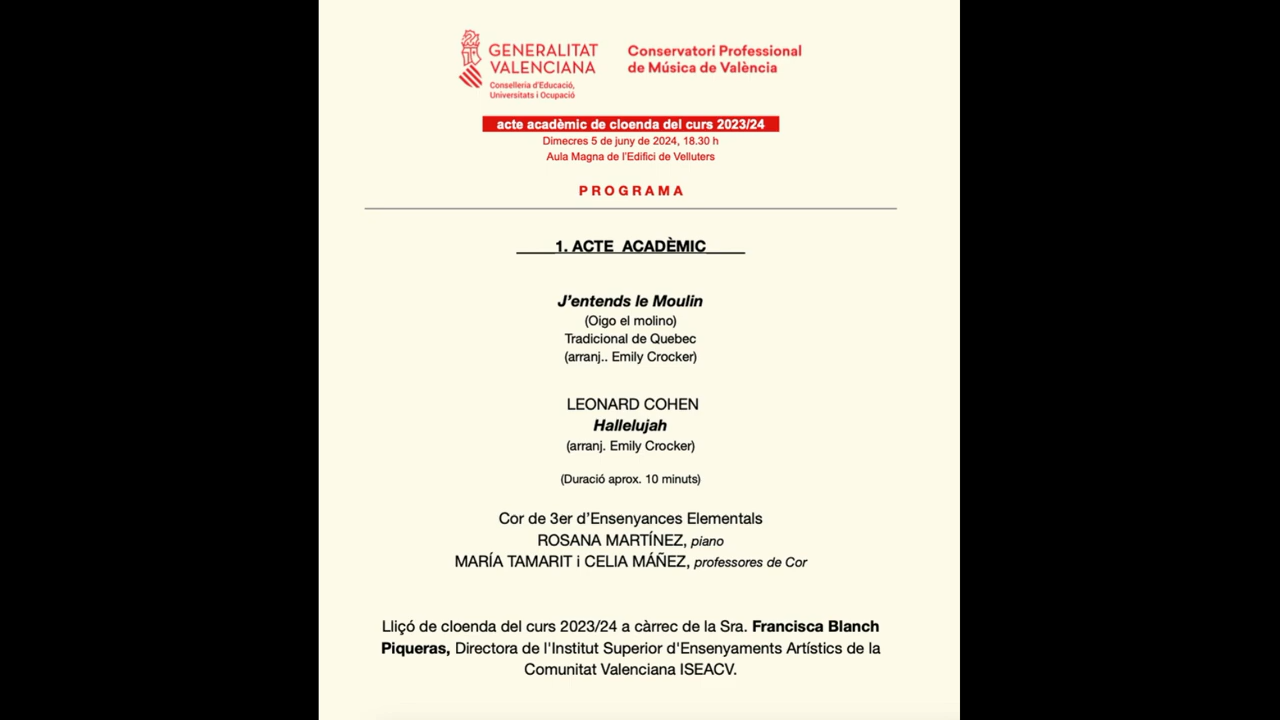 GENERALITAT
VALENCIANA
Conselleria d'Educació,
Universitats i Ocupació
Conservatori Professional
de Música de València
acte acadèmic de cloenda del curs 2023/24
Dimecres 5 de juny de 2024, 18.30 h
Aula Magna de l'Edifici de Velluters
PROGRAMA
_____1. ACTE  ACADÈMIC_____
J'entends le Moulin
(Oigo el molino)
Tradicional de Quebec
(arranj.. Emily Crocker)
LEONARD COHEN
Hallelujah
(arranj. Emily Crocker)
(Duració aprox. 10 minuts)
Cor de 3er d'Ensenyances Elementals
ROSANA MARTÍNEZ, piano
MARÍA TAMARIT i CELIA MÁÑEZ, professores de Cor
Lliçó de cloenda del curs 2023/24 a càrrec de la Sra. Francisca Blanch
Piqueras, Directora de l'Institut Superior d'Ensenyaments Artístics de la
Comunitat Valenciana ISEACV.